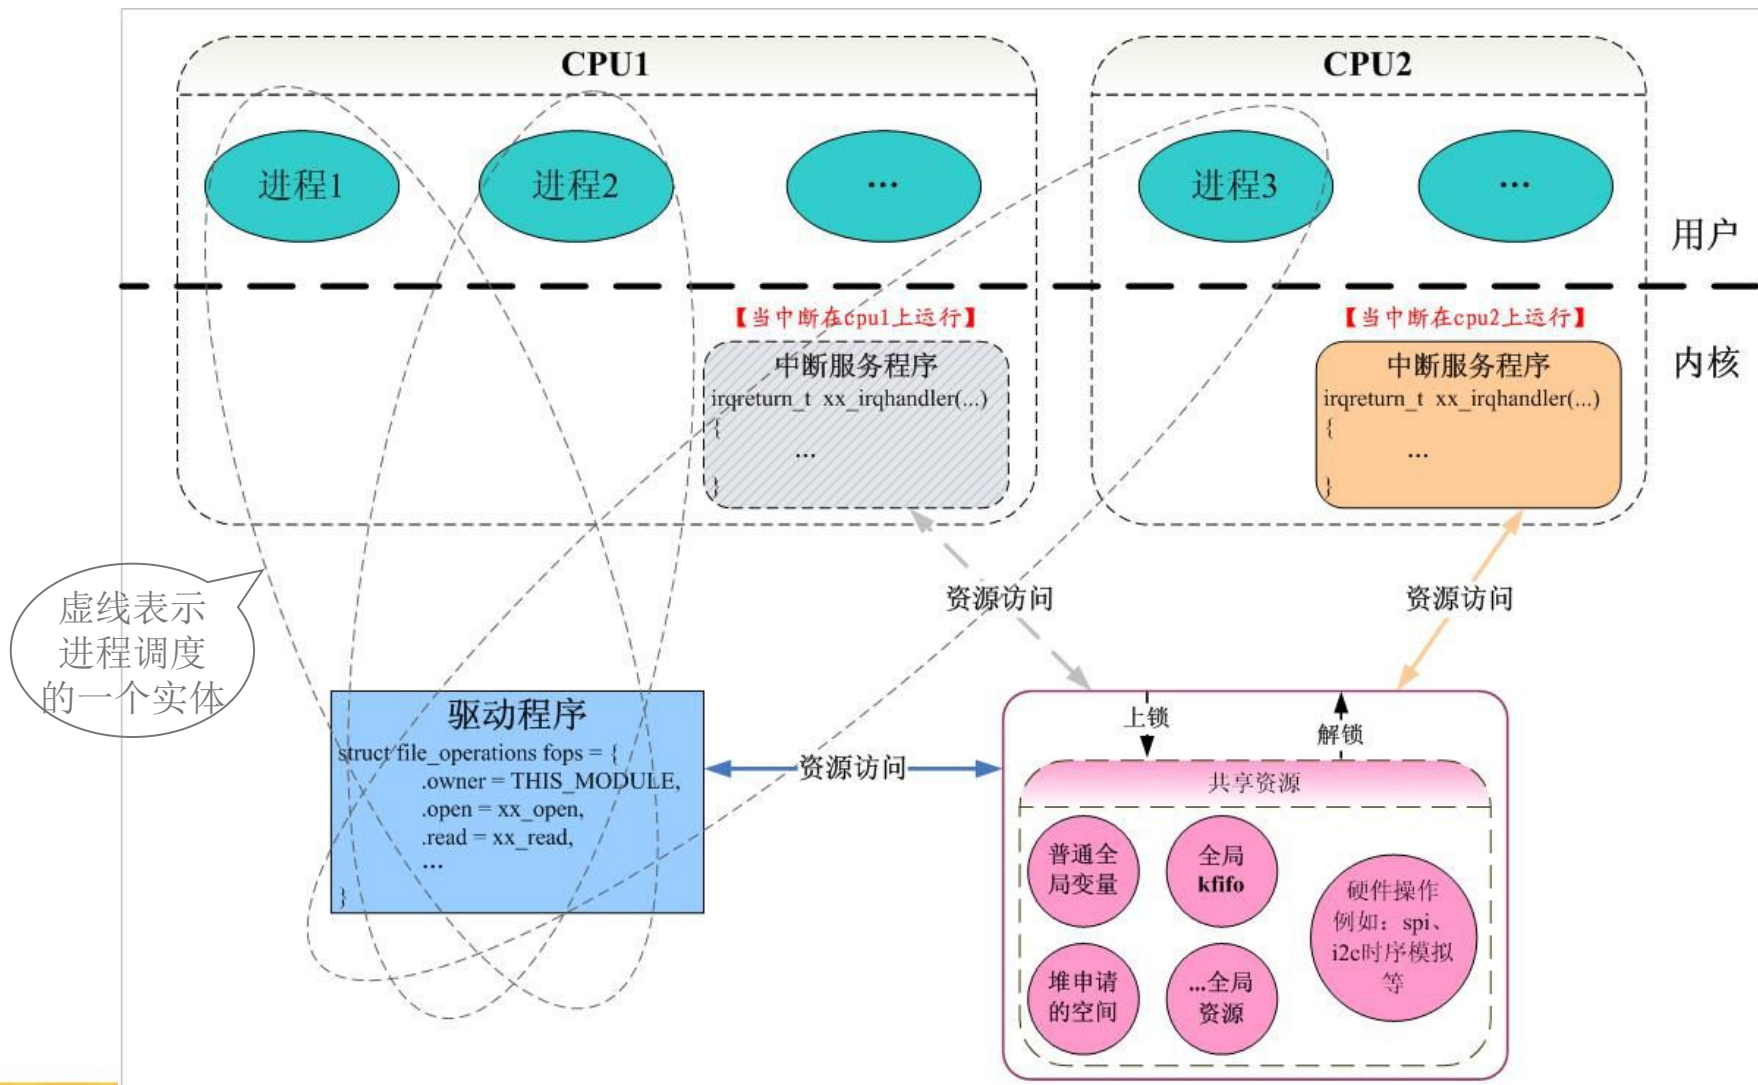 CPU1
CPU2
进程1
进程2
...
进程3
...
用户
【当中断在cpu1上运行】
【当中断在cpu2上运行】
内核
中断服务程序
irqreturn_t xx_irqhandler(...)
{
...
}
中断服务程序
irqreturn_t xx_irqhandler(...)
{
...
}
资源访问
资源访问
虚线表示
进程调度
的一个实体
驱动程序
struct file_operations fops = {
.owner = THIS_MODULE,
.open = xx_open,
.read = xx_read,
...
}
资源访问
上锁
解锁
共享资源
普通全
局变量
全局
kfifo
硬件操作
例如：spi、
i2c时序模拟
等
堆申请
的空间
...全局
资源